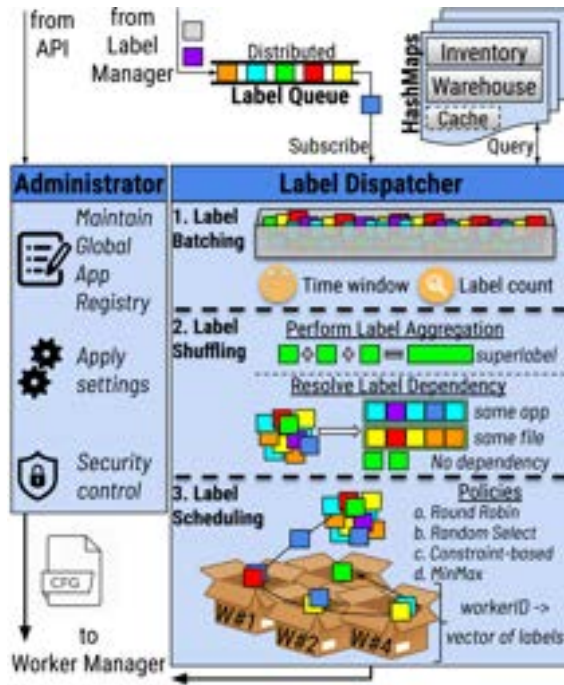 from
API
from
Label
Manager
Distributed
Label Queue
Subscribe
HashMaps
Inventory
Warehouse
Cache
Query
Administrator
Maintain
Global
App
Registry
Apply
settings
Security
control
CFG
to
Worker Manager
Label Dispatcher
1. Label
Batching
Time window
Label count
2. Label
Shuffling
Perform Label Aggregation
superlabel
Resolve Label Dependency
same app
same file
No dependency
3. Label
Scheduling
Policies
a. Round Robin
b. Random Select
c. Constraint-based
d. MinMax
W#1
W#2
W#4
workerID ->
vector of labels